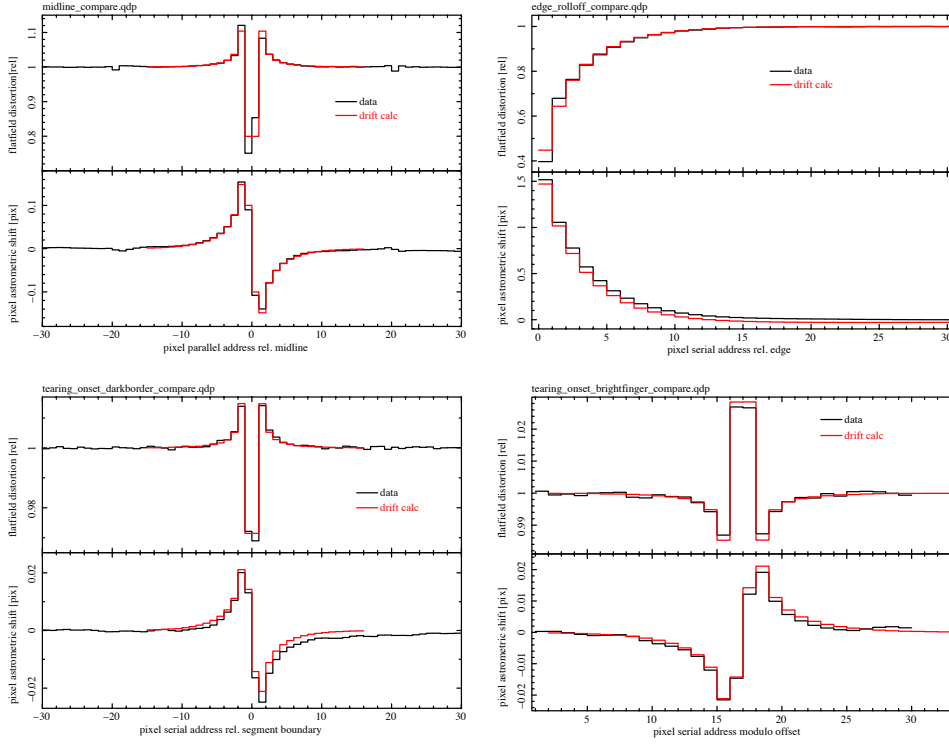 midline_compare.qdp
flatfield distortion[rel]
1.1
1
0.9
0.8
data
drift calc
pixel astrometric shift [pix]
0.1
0
−0.1
−30 −20 −10 0 10 20 30
pixel parallel address rel. midline
edge_rolloff_compare.qdp
flatfield distortion [rel]
1
0.8
0.6
0.4
data
drift calc
pixel astrometric shift [pix]
1.5
1
0.5
0
0 5 10 15 20 25 30
pixel serial address rel. edge
tearing_onset_darkborder_compare.qdp
flatfield distortion [rel]
1
0.98
data
drift calc
pixel astrometric shift [pix]
0.02
0
−0.02
−30 −20 −10 0 10 20 30
pixel serial address rel. segment boundary
tearing_onset_brightfinger_compare.qdp
flatfield distortion [rel]
1.02
1.01
1
0.99
data
drift calc
pixel astrometric shift [pix]
0.02
0.01
0
−0.01
−0.02
5 10 15 20 25 30
pixel serial address modulo offset